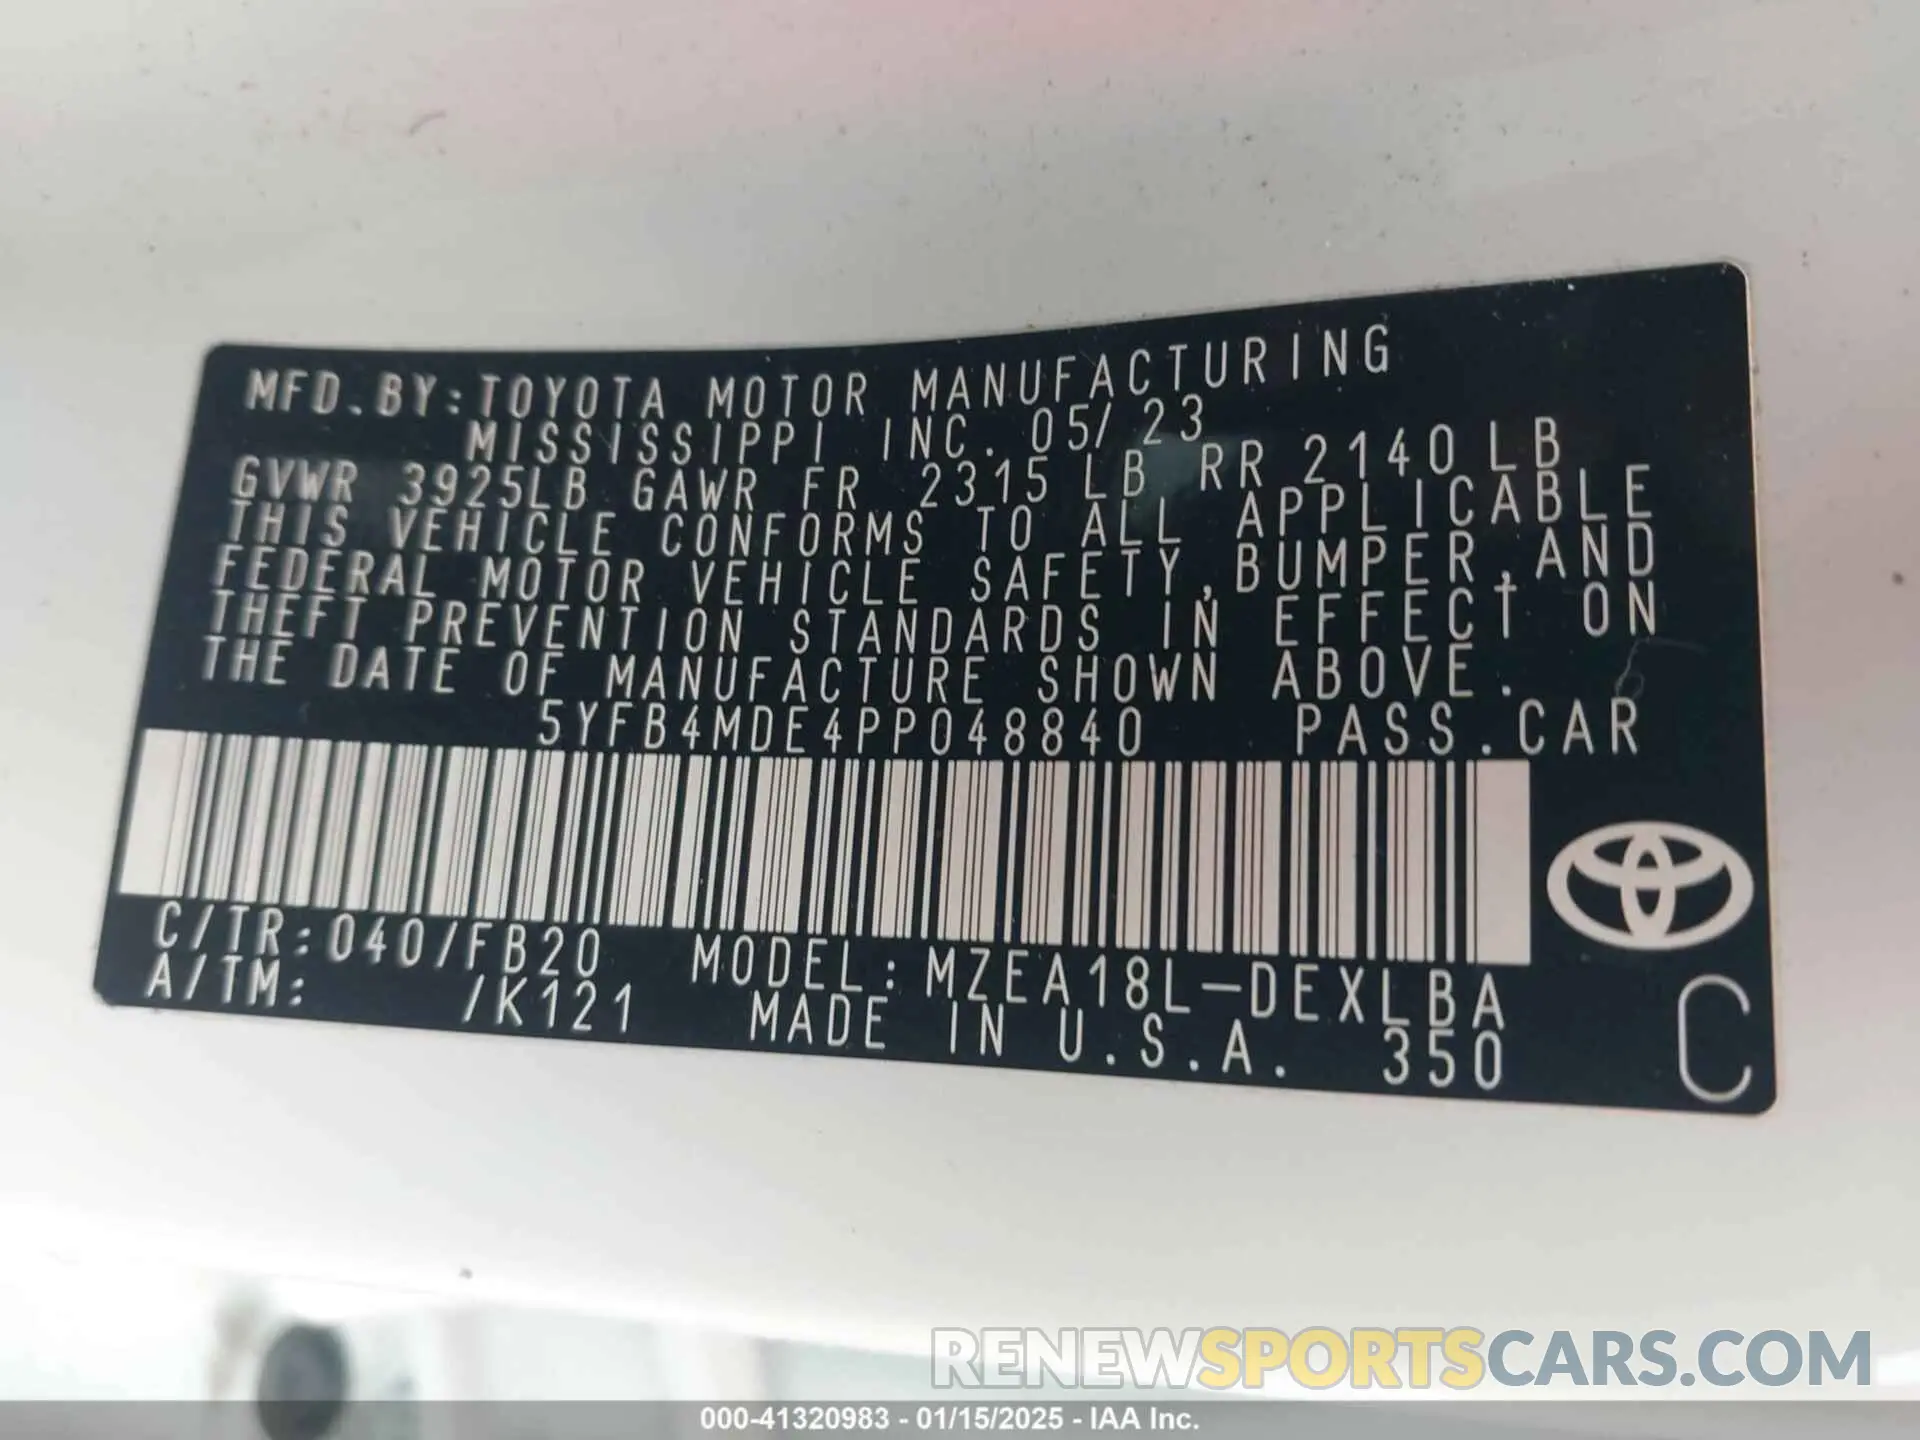 MFD.BY:TOYOTA MOTOR MANUFACTURING
MISSISSIPPI INC. 05/ 23
GVWR 3925LB GAWR FR 2315 LB RR 2140 LB
THIS VEHICLE CONFORMS TO ALL APPLICABLE
FEDERAL MOTOR VEHICLE SAFETY,BUMPER,AND
THEFT PREVENTION STANDARDS IN EFFECT ON
THE DATE OF MANUFACTURE SHOWN ABOVE.
5YFB4MDE4PP048840 PASS.CAR
C/TR:040/FB20 MODEL:MZEA18L-DEXLBA
A/TM: /K121 MADE IN U.S.A. 350
C
RENEWSPORTSCARS.COM
000-41320983 - 01/15/2025 - IAA Inc.